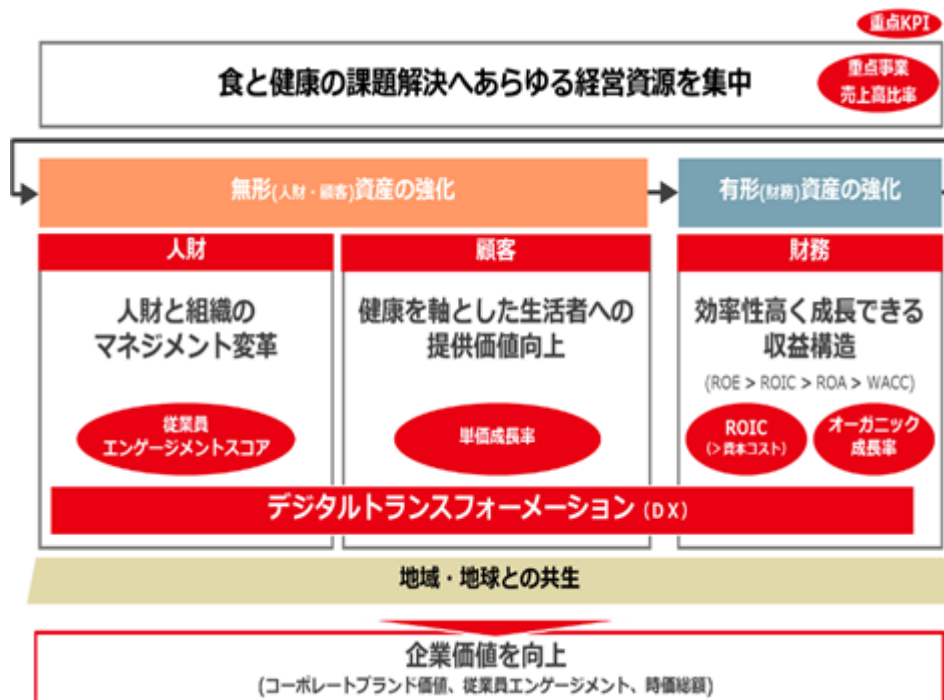 重点KPI
食と健康の課題解決へあらゆる経営資源を集中
重点事業
売上高比率
無形(人財・顧客)資産の強化
有形(財務)資産の強化
人財
顧客
財務
人財と組織の
マネジメント変革
健康を軸とした生活者への
提供価値向上
効率性高く成長できる
収益構造
(ROE > ROIC > ROA > WACC)
従業員
エンゲージメントスコア
単価成長率
ROIC
(>資本コスト)
オーガニック
成長率
デジタルトランスフォーメーション (DX)
地域・地球との共生
企業価値を向上
(コーポレートブランド価値、従業員エンゲージメント、時価総額)